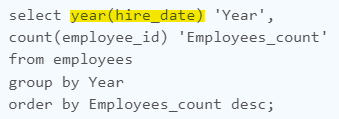 select year(hire_date) 'Year',
count(employee_id) 'Employees_count'
from employees
group by Year
order by Employees_count desc;